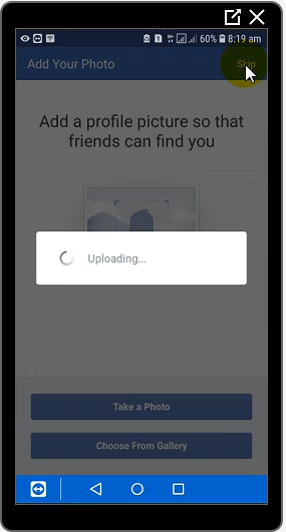 60% 8:19 am
Add Your Photo
Skip
Add a profile picture so that
friends can find you
Uploading...
Take a Photo
Choose From Gallery